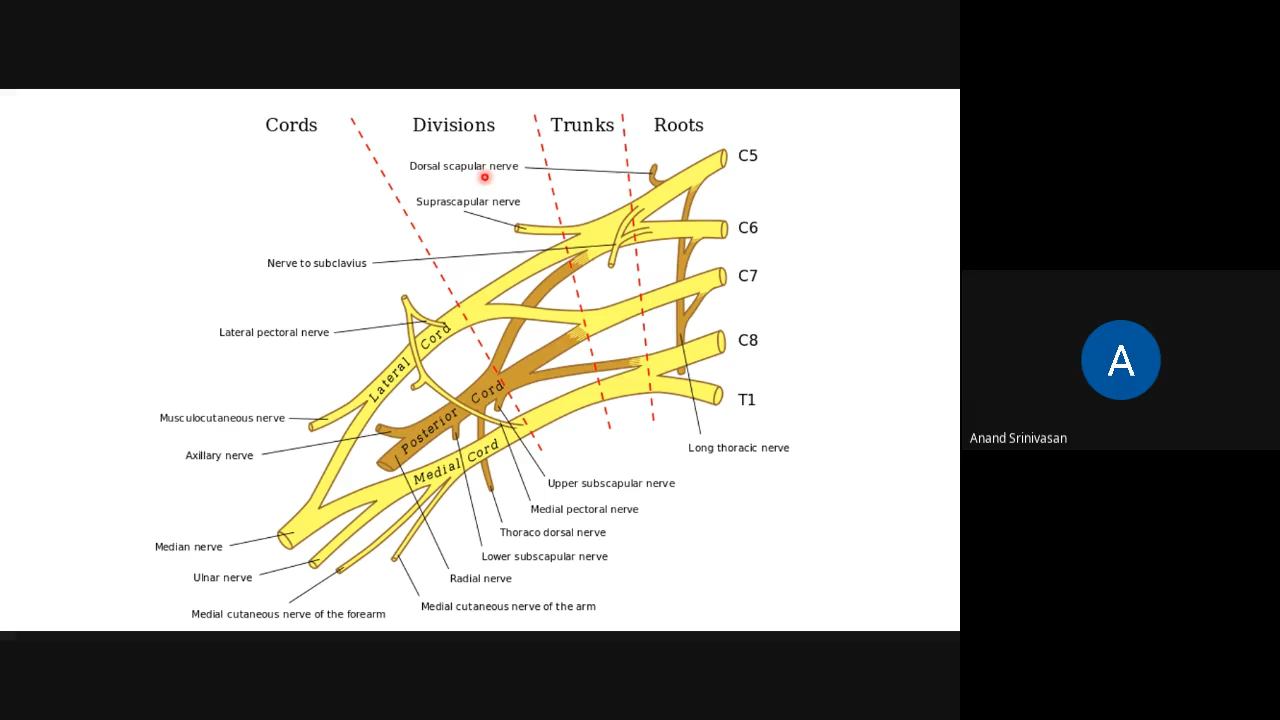 Cords
Divisions
Trunks
Roots
Dorsal scapular nerve
C5
Suprascapular nerve
C6
Nerve to subclavius
C7
Lateral pectoral nerve
C8
Lateral Cord
T1
Musculocutaneous nerve
Posterior Cord
Axillary nerve
Medial Cord
Long thoracic nerve
Upper subscapular nerve
Medial pectoral nerve
Thoraco dorsal nerve
Median nerve
Lower subscapular nerve
Ulnar nerve
Radial nerve
Medial cutaneous nerve of the forearm
Medial cutaneous nerve of the arm
A
Anand Srinivasan